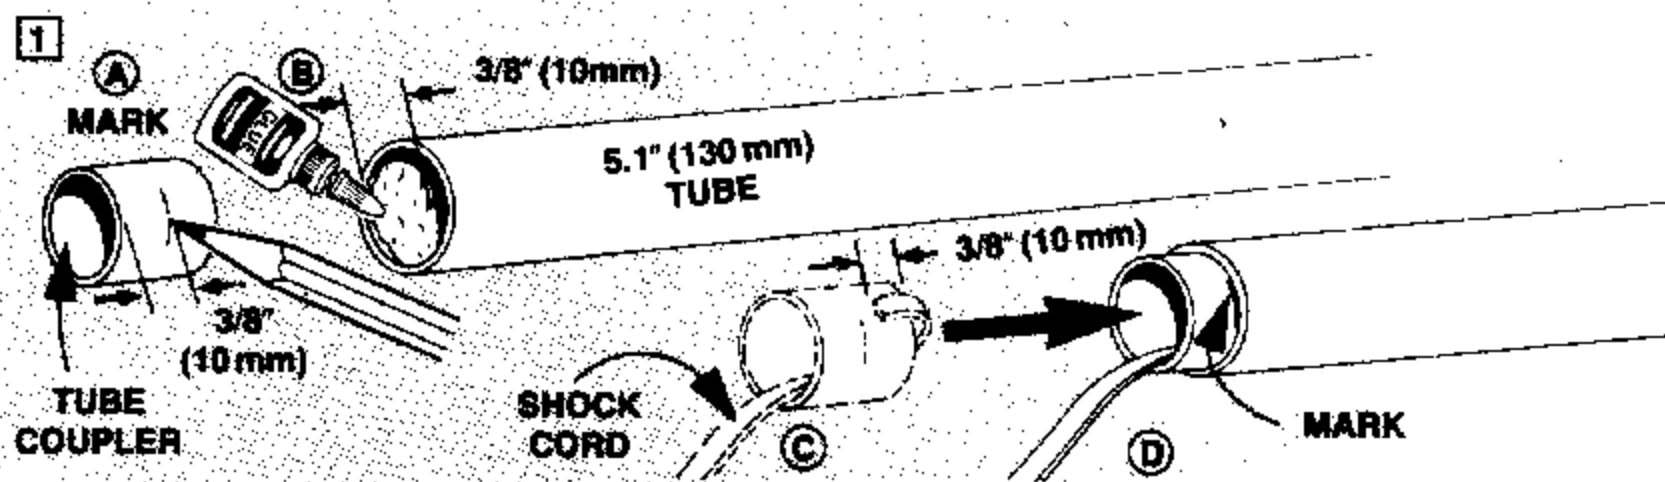 1
A
MARK
B
3/8" (10mm)
GLUE
5.1" (130 mm)
TUBE
3/8"
(10 mm)
TUBE
COUPLER
3/8" (10 mm)
SHOCK
CORD
C
D
MARK